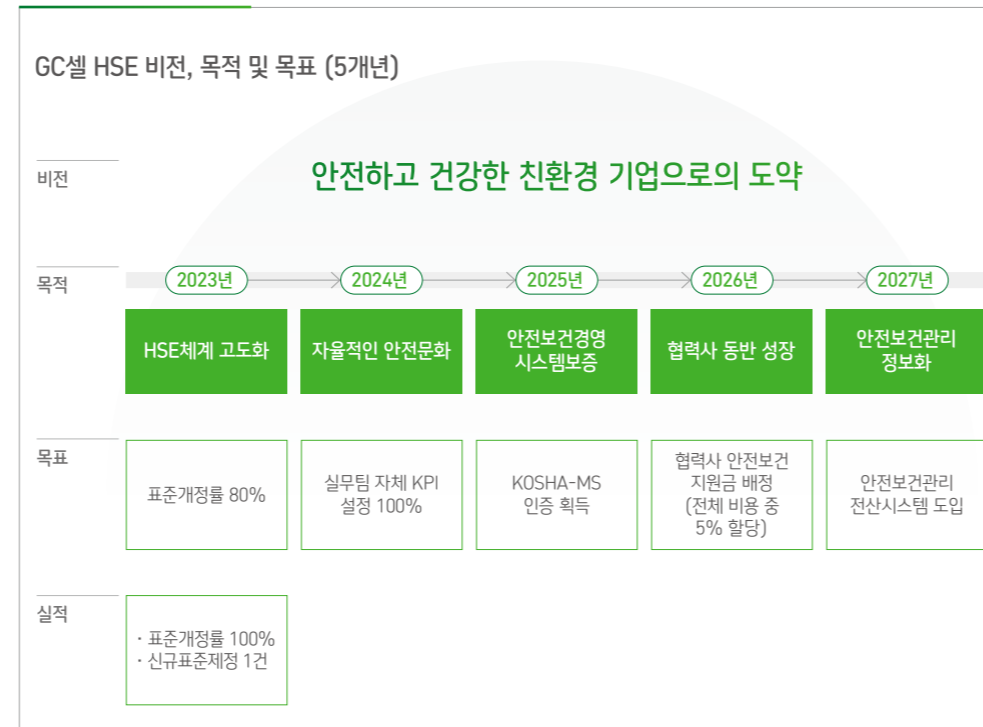 GC셀 HSE 비전, 목적 및 목표 (5개년)
비전
안전하고 건강한 친환경 기업으로의 도약
목적
2023년
2024년
2025년
2026년
2027년
HSE체계 고도화
자율적인 안전문화
안전보건경영
시스템보증
협력사 동반 성장
안전보건관리
정보화
목표
표준개정률 80%
실무팀 자체 KPI
설정 100%
KOSHA-MS
인증 획득
협력사 안전보건
지원금 배정
(전체 비용 중
5% 할당)
안전보건관리
전산시스템 도입
실적
· 표준개정률 100%
· 신규표준제정 1건